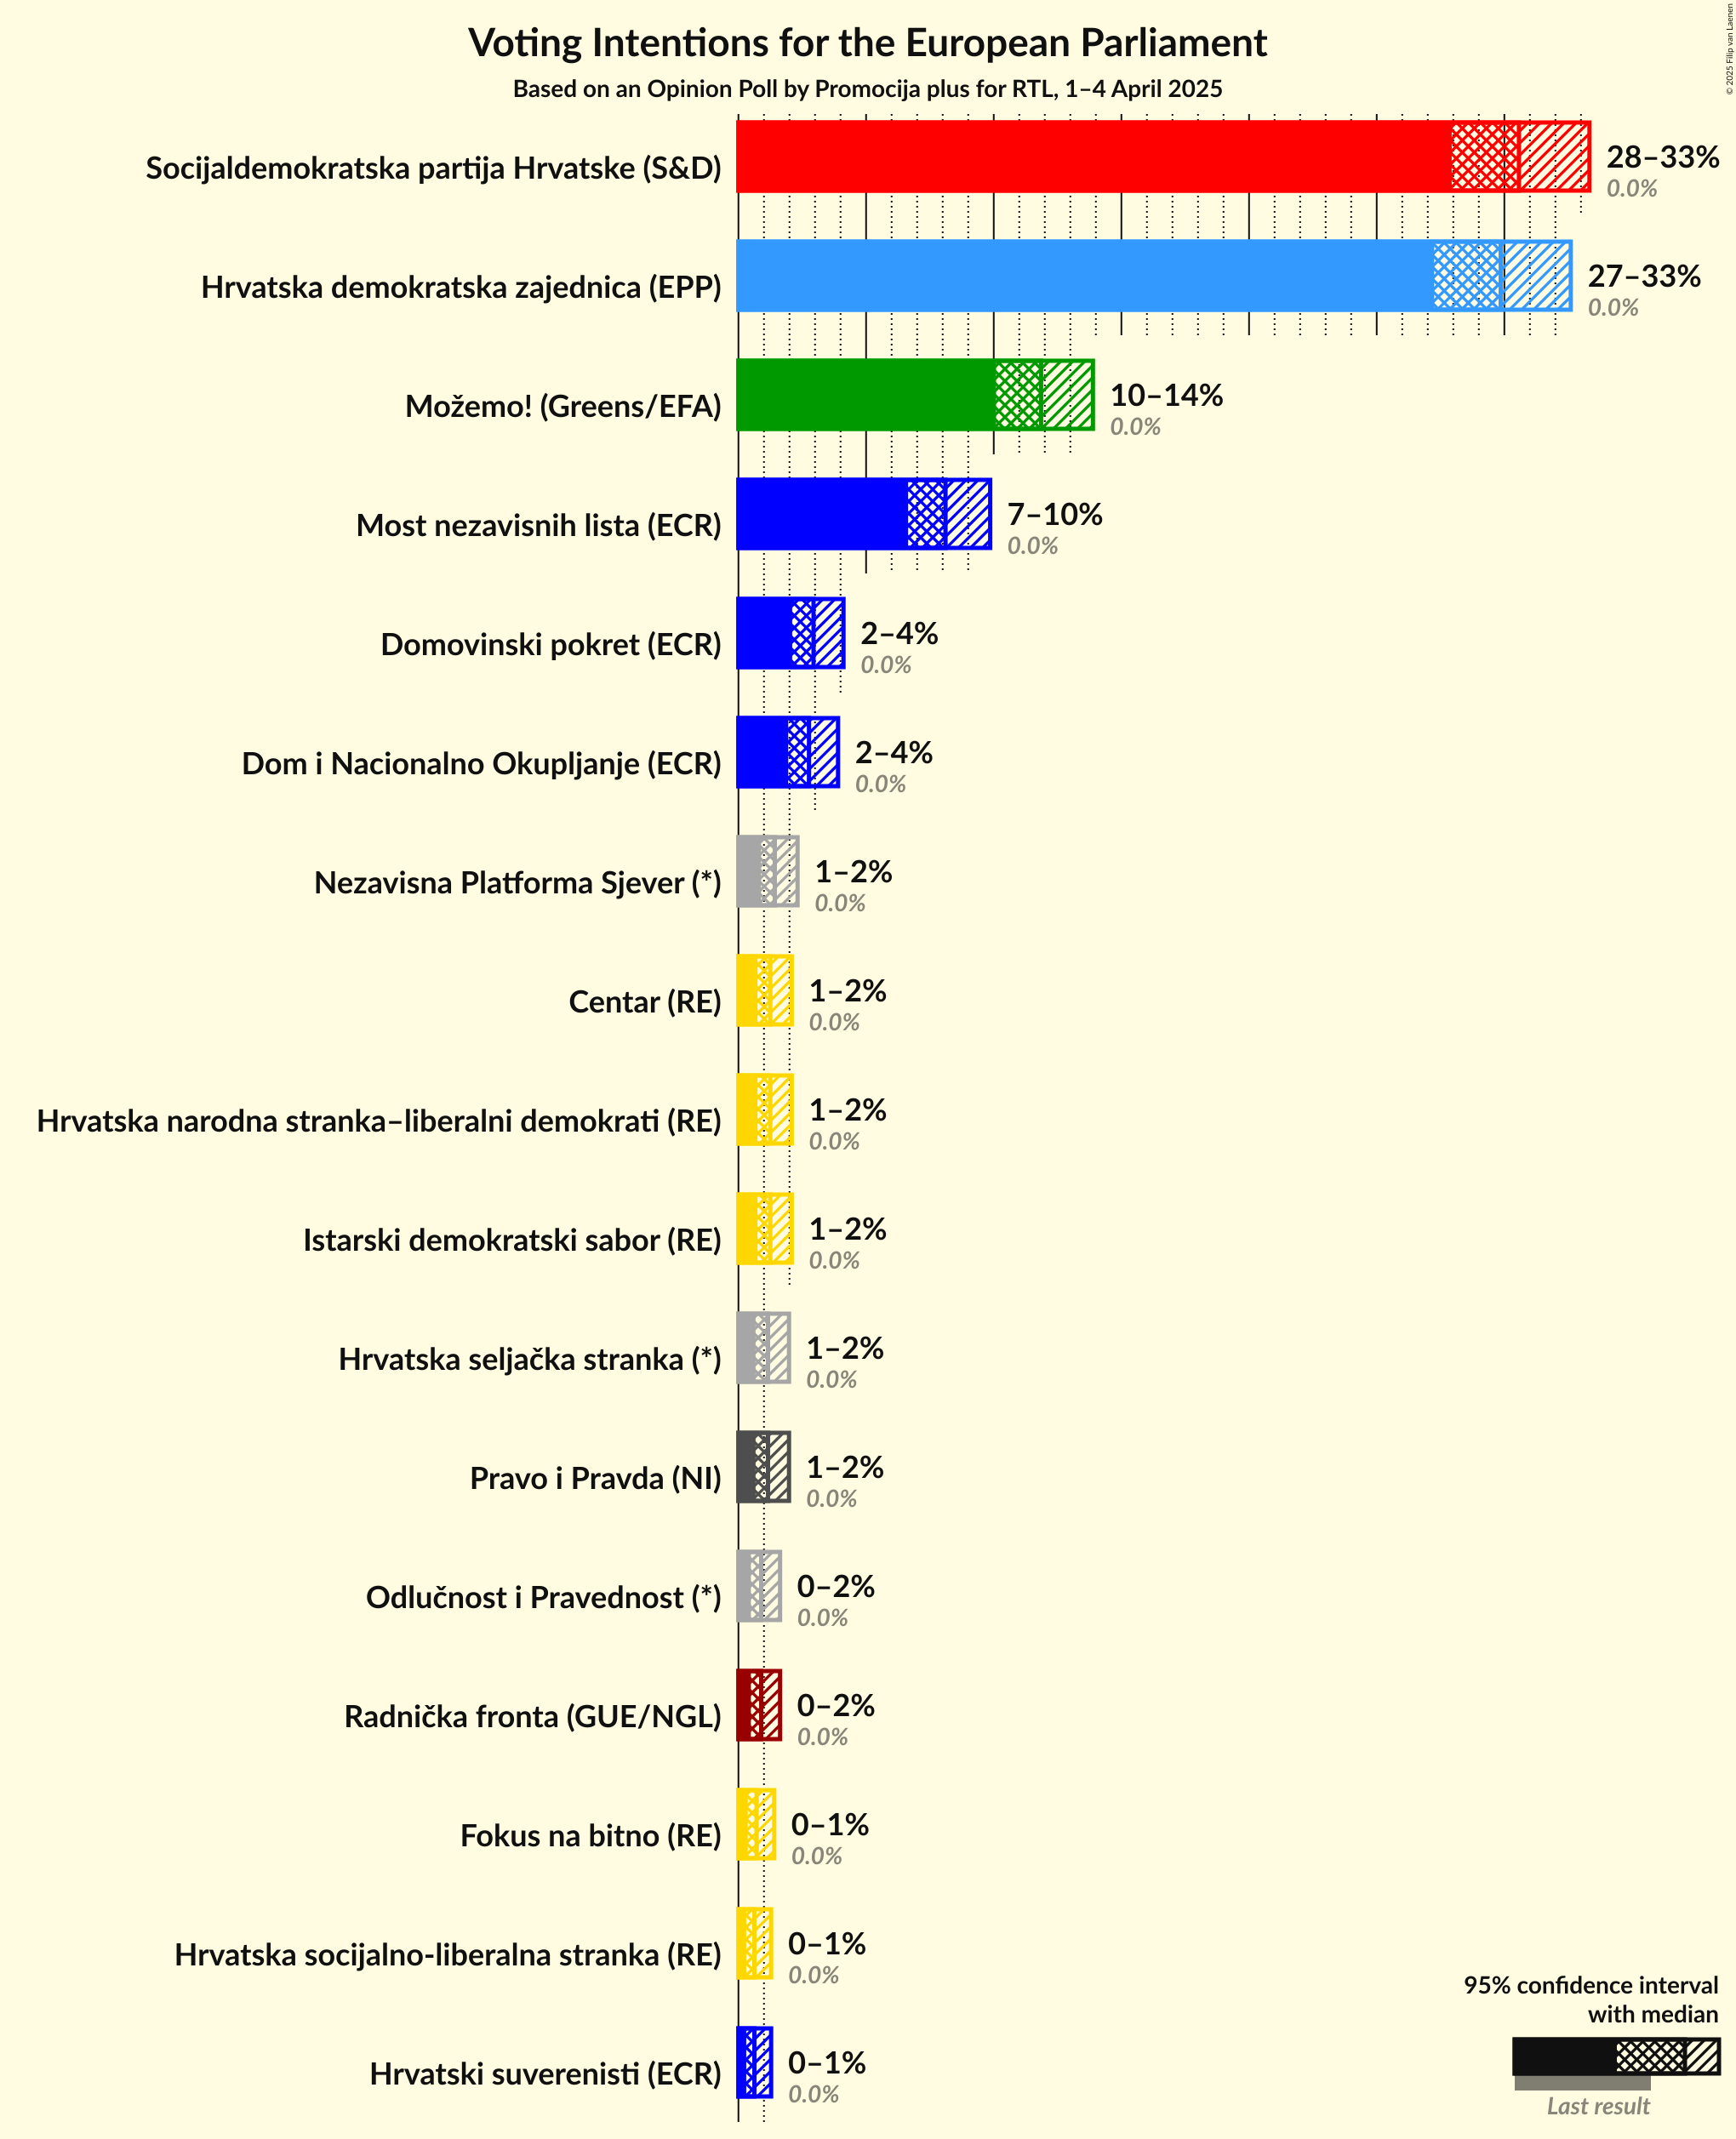 Voting Intentions for the European Parliament
Based on an Opinion Poll by Promocija plus for RTL, 1–4 April 2025
© 2025 Filip van Laenen
Socijaldemokratska partija Hrvatske (S&D)
28–33%
0.0%
Hrvatska demokratska zajednica (EPP)
27–33%
0.0%
Možemo! (Greens/EFA)
10–14%
0.0%
Most nezavisnih lista (ECR)
7–10%
0.0%
Domovinski pokret (ECR)
2–4%
0.0%
Dom i Nacionalno Okupljanje (ECR)
2–4%
0.0%
Nezavisna Platforma Sjever (*)
1–2%
0.0%
Centar (RE)
1–2%
0.0%
Hrvatska narodna stranka–liberalni demokrati (RE)
1–2%
0.0%
Istarski demokratski sabor (RE)
1–2%
0.0%
Hrvatska seljačka stranka (*)
1–2%
0.0%
Pravo i Pravda (NI)
1–2%
0.0%
Odlučnost i Pravednost (*)
0–2%
0.0%
Radnička fronta (GUE/NGL)
0–2%
0.0%
Fokus na bitno (RE)
0–1%
0.0%
Hrvatska socijalno-liberalna stranka (RE)
0–1%
0.0%
Hrvatski suverenisti (ECR)
0–1%
0.0%
95% confidence interval
with median
Last result